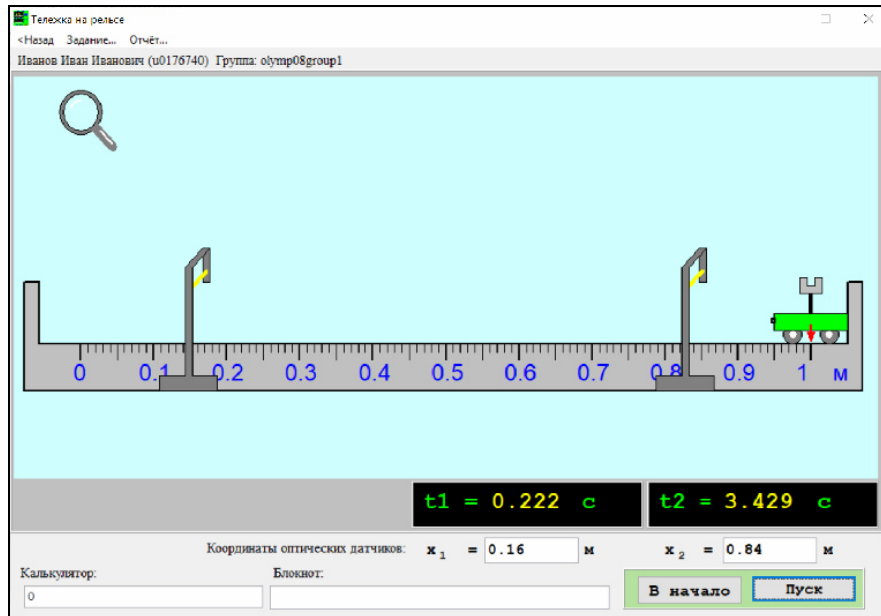 Тележка на рельсе
<Назад Задание... Отчёт...
Иванов Иван Иванович (u0176740) Группа: olymp08group1
0 0.1 0.2 0.3 0.4 0.5 0.6 0.7 0.8 0.9 1 м
t1 = 0.222 с t2 = 3.429 с
Координаты оптических датчиков: x1 = 0.16 м x2 = 0.84 м
Калькулятор: Блокнот:
0 В начало Пуск